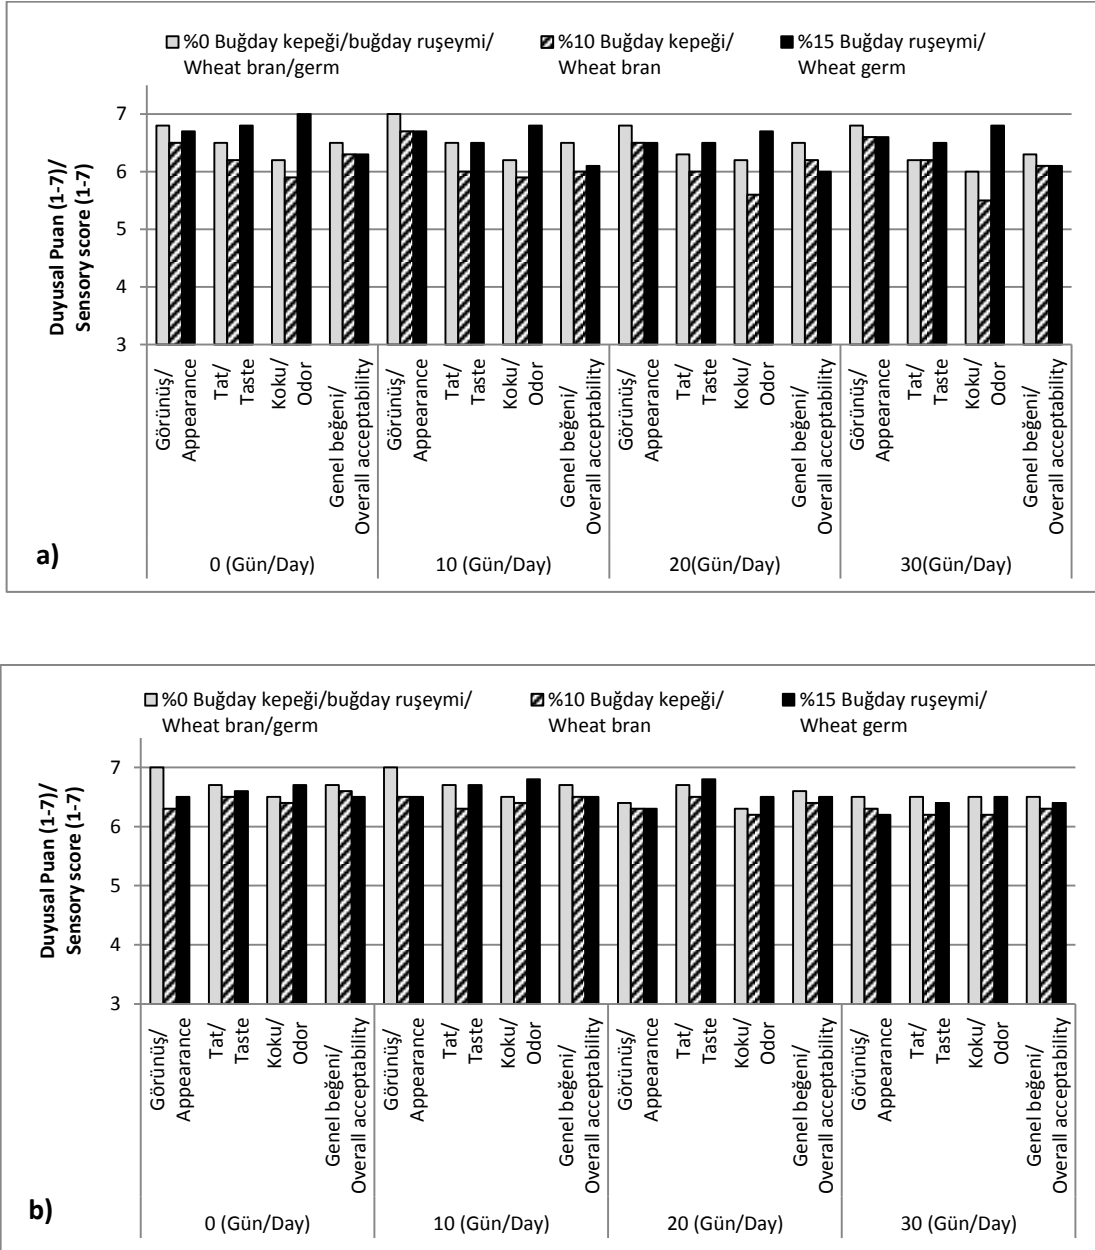 %0 Buğday kepeği/buğday ruşeymi/
Wheat bran/germ
%10 Buğday kepeği/
Wheat bran
%15 Buğday ruşeymi/
Wheat germ
Duyusal Puan (1-7)/
Sensory score (1-7)
7
6
5
4
3
Görünüş/
Appearance
Tat/
Taste
Koku/
Odor
Genel beğeni/
Overall acceptability
Görünüş/
Appearance
Tat/
Taste
Koku/
Odor
Genel beğeni/
Overall acceptability
Görünüş/
Appearance
Tat/
Taste
Koku/
Odor
Genel beğeni/
Overall acceptability
Görünüş/
Appearance
Tat/
Taste
Koku/
Odor
Genel beğeni/
Overall acceptability
0 (Gün/Day)
10 (Gün/Day)
20(Gün/Day)
30(Gün/Day)
a)
%0 Buğday kepeği/buğday ruşeymi/
Wheat bran/germ
%10 Buğday kepeği/
Wheat bran
%15 Buğday ruşeymi/
Wheat germ
Duyusal Puan (1-7)/
Sensory score (1-7)
7
6
5
4
3
Görünüş/
Appearance
Tat/
Taste
Koku/
Odor
Genel beğeni/
Overall acceptability
Görünüş/
Appearance
Tat/
Taste
Koku/
Odor
Genel beğeni/
Overall acceptability
Görünüş/
Appearance
Tat/
Taste
Koku/
Odor
Genel beğeni/
Overall acceptability
Görünüş/
Appearance
Tat/
Taste
Koku/
Odor
Genel beğeni/
Overall acceptability
0 (Gün/Day)
10 (Gün/Day)
20 (Gün/Day)
30 (Gün/Day)
b)